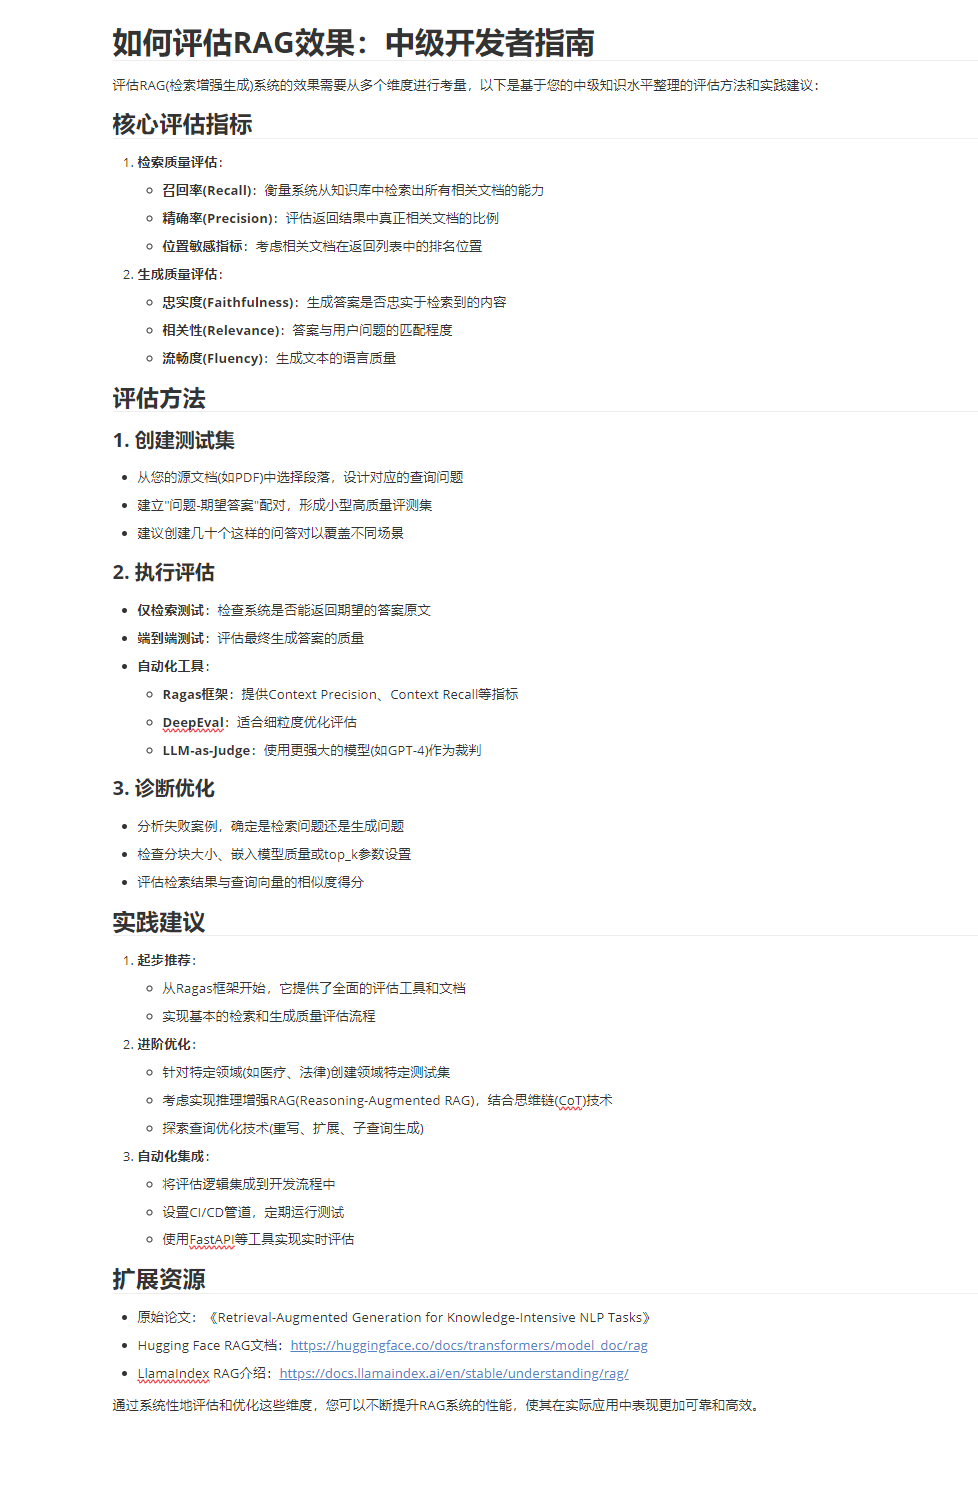 如何评估RAG效果：中级开发者指南
评估RAG(检索增强生成)系统的效果需要从多个维度进行考量，以下是基于您的中级知识水平整理的评估方法和实践建议：
核心评估指标
1. 检索质量评估：
召回率(Recall)：衡量系统从知识库中检索出所有相关文档的能力
精确率(Precision)：评估返回结果中真正相关文档的比例
位置敏感指标：考虑相关文档在返回列表中的排名位置
2. 生成质量评估：
忠实度(Faithfulness)：生成答案是否忠实于检索到的内容
相关性(Relevance)：答案与用户问题的匹配程度
流畅度(Fluency)：生成文本的语言质量
评估方法
1. 创建测试集
从您的源文档(如PDF)中选择段落，设计对应的查询问题
建立"问题-期望答案"配对，形成小型高质量评测集
建议创建几十个这样的问答对以覆盖不同场景
2. 执行评估
仅检索测试：检查系统是否能返回期望的答案原文
端到端测试：评估最终生成答案的质量
自动化工具：
Ragas框架：提供Context Precision、Context Recall等指标
DeepEval：适合细粒度优化评估
LLM-as-Judge：使用更强大的模型(如GPT-4)作为裁判
3. 诊断优化
分析失败案例，确定是检索问题还是生成问题
检查分块大小、嵌入模型质量或top_k参数设置
评估检索结果与查询向量的相似度得分
实践建议
1. 起步推荐：
从Ragas框架开始，它提供了全面的评估工具和文档
实现基本的检索和生成质量评估流程
2. 进阶优化：
针对特定领域(如医疗、法律)创建领域特定测试集
考虑实现推理增强RAG(Reasoning-Augmented RAG)，结合思维链(CoT)技术
探索查询优化技术(重写、扩展、子查询生成)
3. 自动化集成：
将评估逻辑集成到开发流程中
设置CI/CD管道，定期运行测试
使用FastAPI等工具实现实时评估
扩展资源
原始论文：《Retrieval-Augmented Generation for Knowledge-Intensive NLP Tasks》
Hugging Face RAG文档：https://huggingface.co/docs/transformers/model_doc/rag
LlamaIndex RAG介绍：https://docs.llamaindex.ai/en/stable/understanding/rag/
通过系统性地评估和优化这些维度，您可以不断提升RAG系统的性能，使其在实际应用中表现更加可靠和高效。